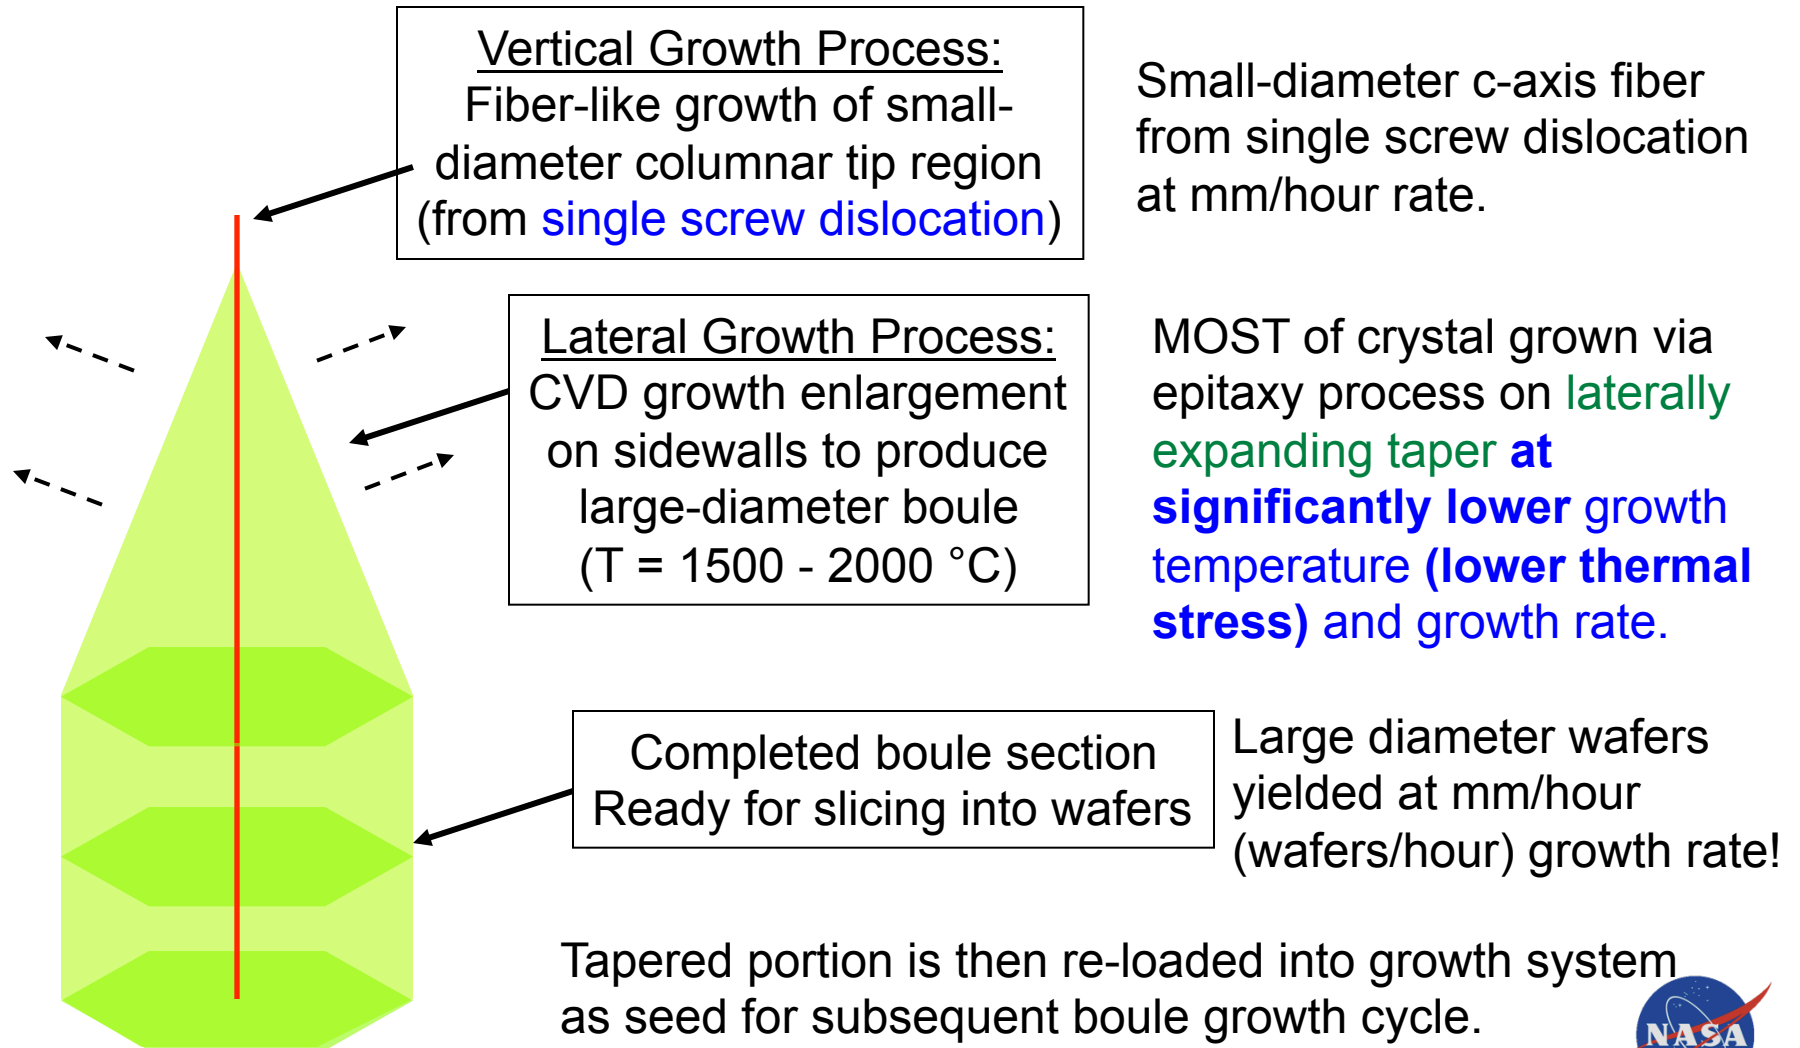 Vertical Growth Process:
Fiber-like growth of small-
diameter columnar tip region
(from single screw dislocation)
Small-diameter c-axis fiber
from single screw dislocation
at mm/hour rate.
Lateral Growth Process:
CVD growth enlargement
on sidewalls to produce
large-diameter boule
(T = 1500 - 2000 °C)
MOST of crystal grown via
epitaxy process on laterally
expanding taper at
significantly lower growth
temperature (lower thermal
stress) and growth rate.
Completed boule section
Ready for slicing into wafers
Large diameter wafers
yielded at mm/hour
(wafers/hour) growth rate!
Tapered portion is then re-loaded into growth system
as seed for subsequent boule growth cycle.
NASA